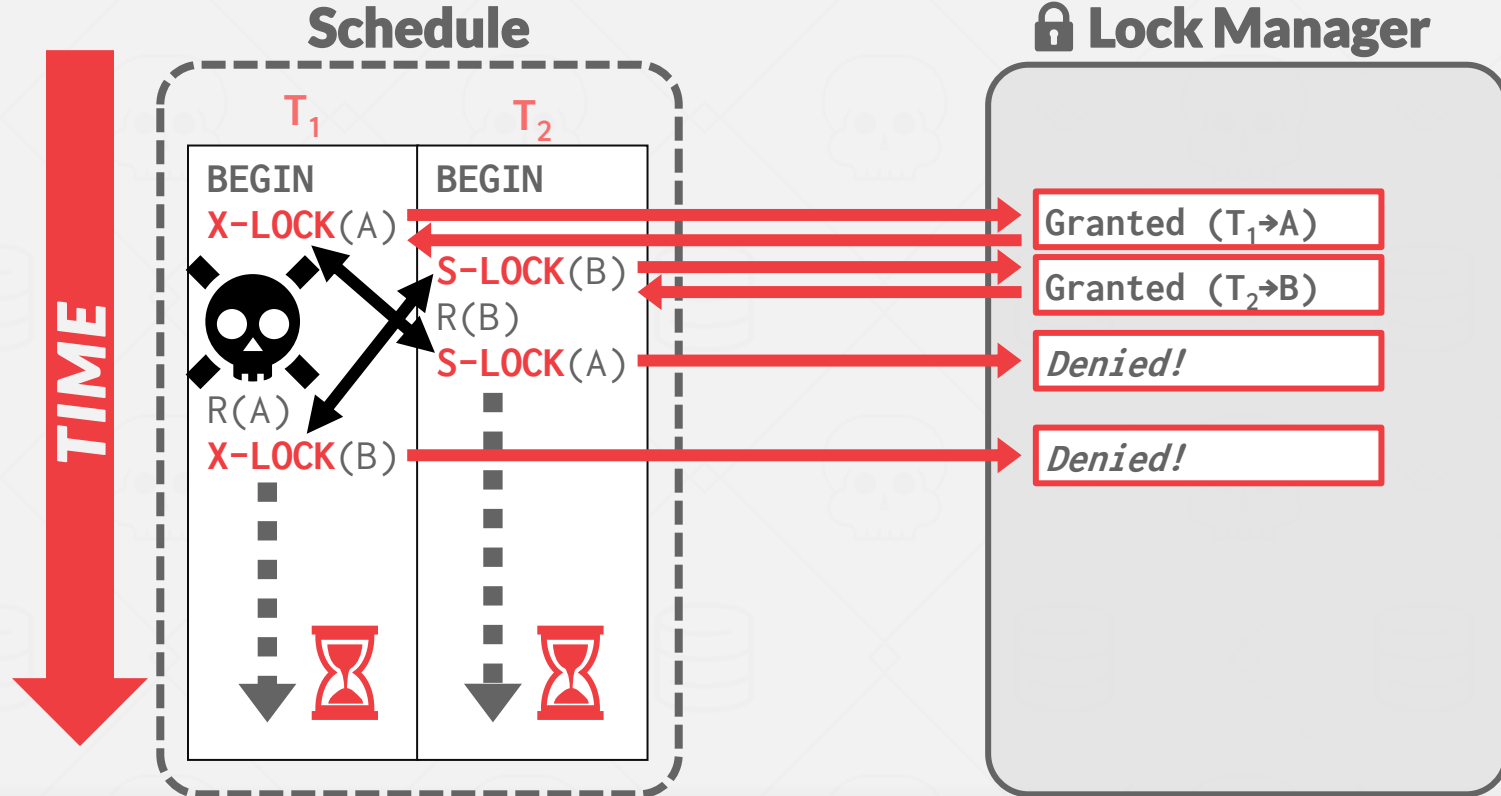 Schedule
Lock Manager
TIME
T1
T2
BEGIN
BEGIN
X-LOCK(A)
Granted (T1→A)
S-LOCK(B)
Granted (T2→B)
R(B)
S-LOCK(A)
Denied!
R(A)
X-LOCK(B)
Denied!